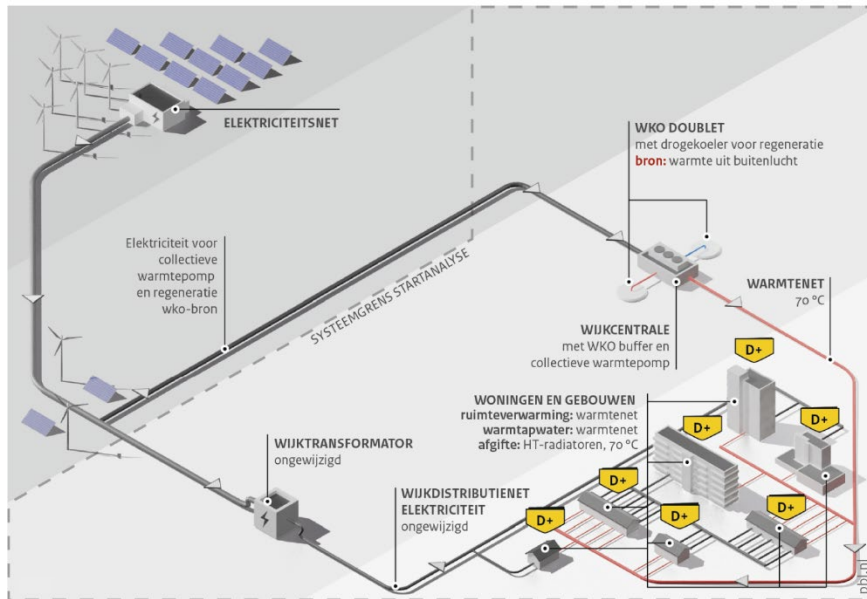 ELEKTRICITEITSNET
WKO DOUBLET
met drogekoeler voor regeneratie
bron: warmte uit buitenlucht
Elektriciteit voor
collectieve
warmtepomp
en regeneratie
wko-bron
SYSTEEMGRENS STARTANALYSE
WARMTENET
70 °C
WIJKCENTRALE
met WKO buffer en
collectieve warmtepomp
D+
WONINGEN EN GEBOUWEN
ruimteverwarming: warmtenet
warmtapwater: warmtenet
afgifte: HT-radiatoren, 70 °C
D+
D+
WIJKTRANSFORMATOR
ongewijzigd
WIJKDISTRIBUTIENET
ELEKTRICITEIT
ongewijzigd
D+
D+
D+
D+
pbl.nl